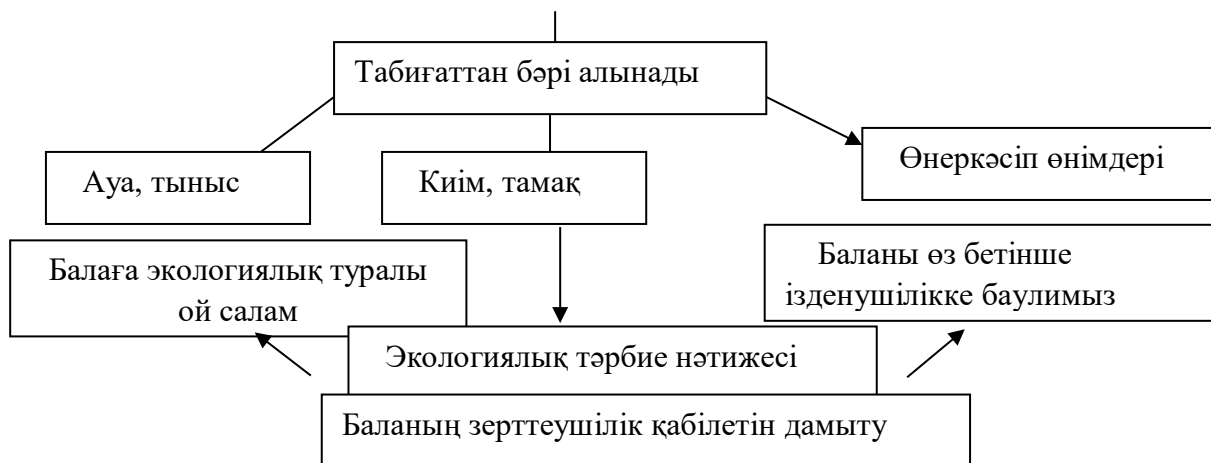 Табиғаттан бәрі алынады
Ауа, тыныс
Киім, тамақ
Өнеркәсіп өнімдері
Балаға экологиялық туралы
ой салам
Баланы өз бетінше
ізденушілікке баулимыз
Экологиялық тәрбие нәтижесі
Баланың зерттеушілік қабілетін дамыту